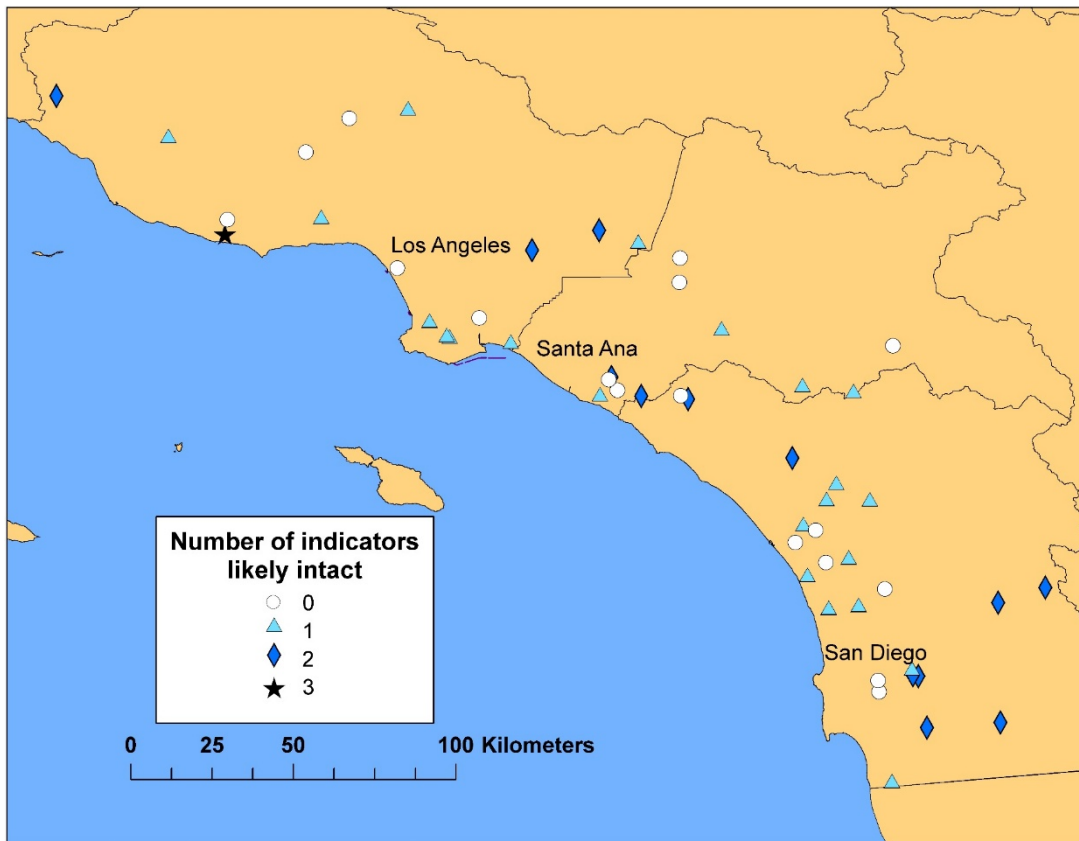 Los Angeles
Santa Ana
Number of indicators
likely intact
0
1
2
3
San Diego
0 25 50 100 Kilometers